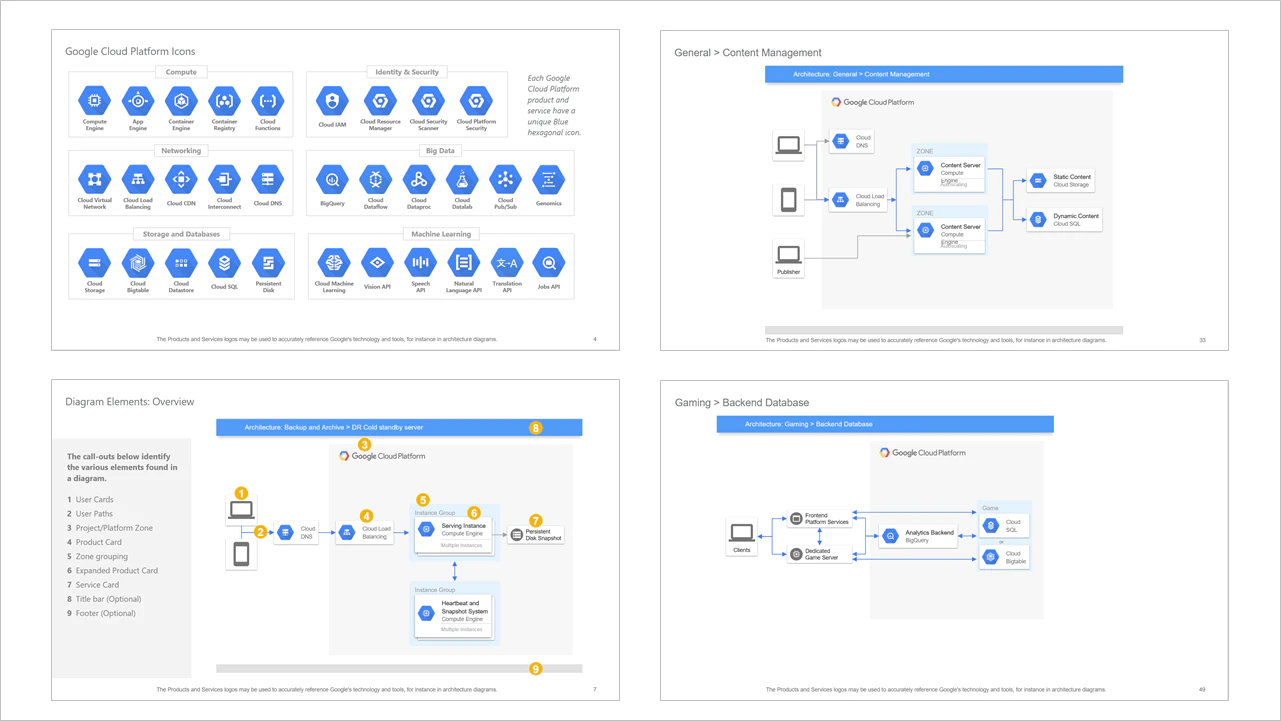 Google Cloud Platform Icons
Compute
Compute
Engine
App
Engine
Container
Engine
Container
Registry
Cloud
Functions
Identity & Security
Cloud IAM
Cloud Resource
Manager
Cloud Security
Scanner
Cloud Platform
Security
Each Google
Cloud Platform
product and
service have a
unique Blue
hexagonal icon.
Networking
Cloud Virtual
Network
Cloud Load
Balancing
Cloud CDN
Cloud
Interconnect
Cloud DNS
Big Data
BigQuery
Cloud
Dataflow
Cloud
Dataproc
Cloud
Datalab
Cloud
Pub/Sub
Genomics
Storage and Databases
Cloud
Storage
Cloud
Bigtable
Cloud
Datastore
Cloud SQL
Persistent
Disk
Machine Learning
Cloud Machine
Learning
Vision API
Speech
API
Natural
Language API
Translation
API
Jobs API
The Products and Services logos may be used to accurately reference Google's technology and tools, for instance in architecture diagrams.
4
General > Content Management
Architecture: General > Content Management
Google Cloud Platform
Cloud
DNS
Cloud Load
Balancing
Publisher
ZONE
Content Server
Compute
Engine
Autoscaling
ZONE
Content Server
Compute
Engine
Autoscaling
Static Content
Cloud Storage
Dynamic Content
Cloud SQL
The Products and Services logos may be used to accurately reference Google's technology and tools, for instance in architecture diagrams.
33
Diagram Elements: Overview
The call-outs below identify
the various elements found in
a diagram.
1 User Cards
2 User Paths
3 Project/Platform Zone
4 Product Card
5 Zone grouping
6 Expanded Product Card
7 Service Card
8 Title bar (Optional)
9 Footer (Optional)
Architecture: Backup and Archive > DR Cold standby server
8
3
Google Cloud Platform
1
2
Cloud
DNS
4
Cloud Load
Balancing
5
Instance Group
6
Serving Instance
Compute Engine
Multiple Instances
7
Persistent
Disk Snapshot
Instance Group
Heartbeat and
Snapshot System
Compute Engine
Multiple Instances
9
The Products and Services logos may be used to accurately reference Google's technology and tools, for instance in architecture diagrams.
7
Gaming > Backend Database
Architecture: Gaming > Backend Database
Google Cloud Platform
Clients
Frontend
Platform Services
Dedicated
Game Server
Analytics Backend
BigQuery
Game
Cloud
SQL
or
Cloud
Bigtable
The Products and Services logos may be used to accurately reference Google's technology and tools, for instance in architecture diagrams.
49